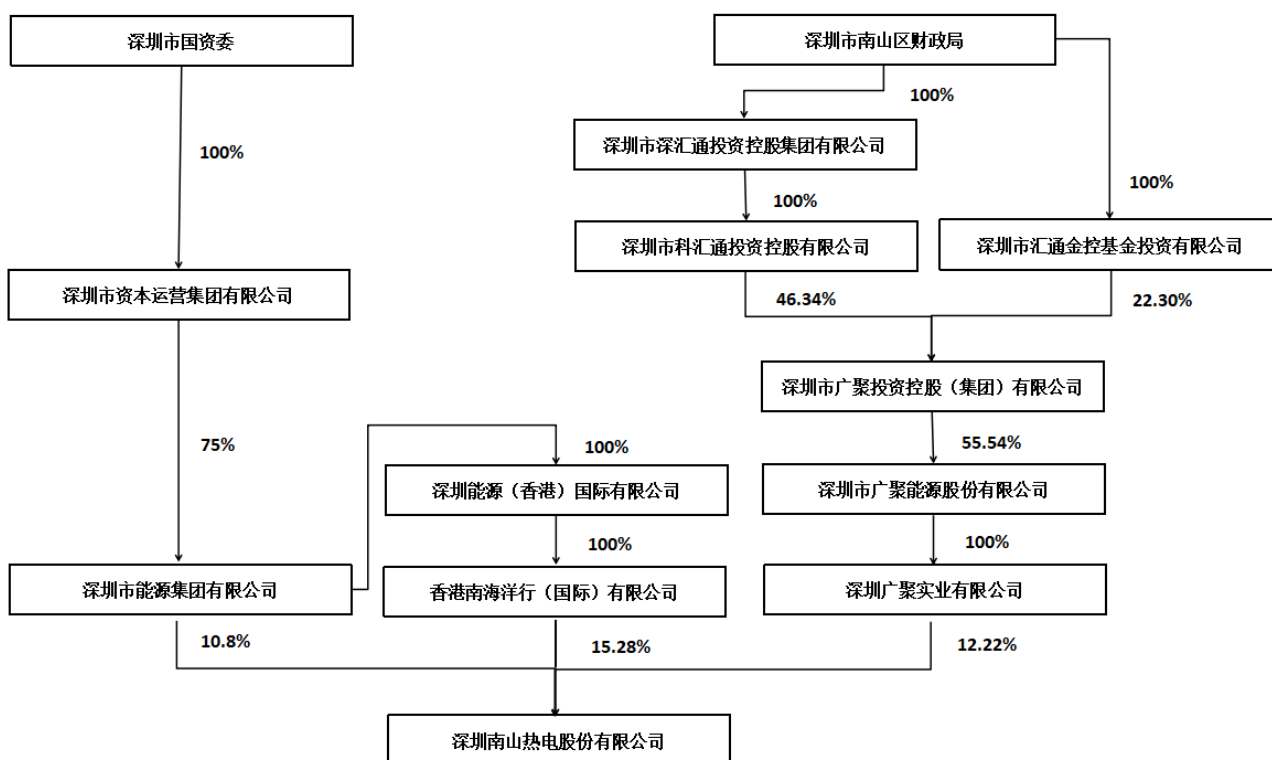 深圳市国资委
深圳市南山区财政局
100%
深圳市深汇通投资控股集团有限公司
100%
100%
100%
深圳市科汇通投资控股有限公司
深圳市汇通金控基金投资有限公司
深圳市资本运营集团有限公司
46.34%
22.30%
深圳市广聚投资控股（集团）有限公司
75%
100%
55.54%
深圳能源（香港）国际有限公司
深圳市广聚能源股份有限公司
100%
100%
深圳市能源集团有限公司
香港南海洋行（国际）有限公司
深圳广聚实业有限公司
10.8%
15.28%
12.22%
深圳南山热电股份有限公司